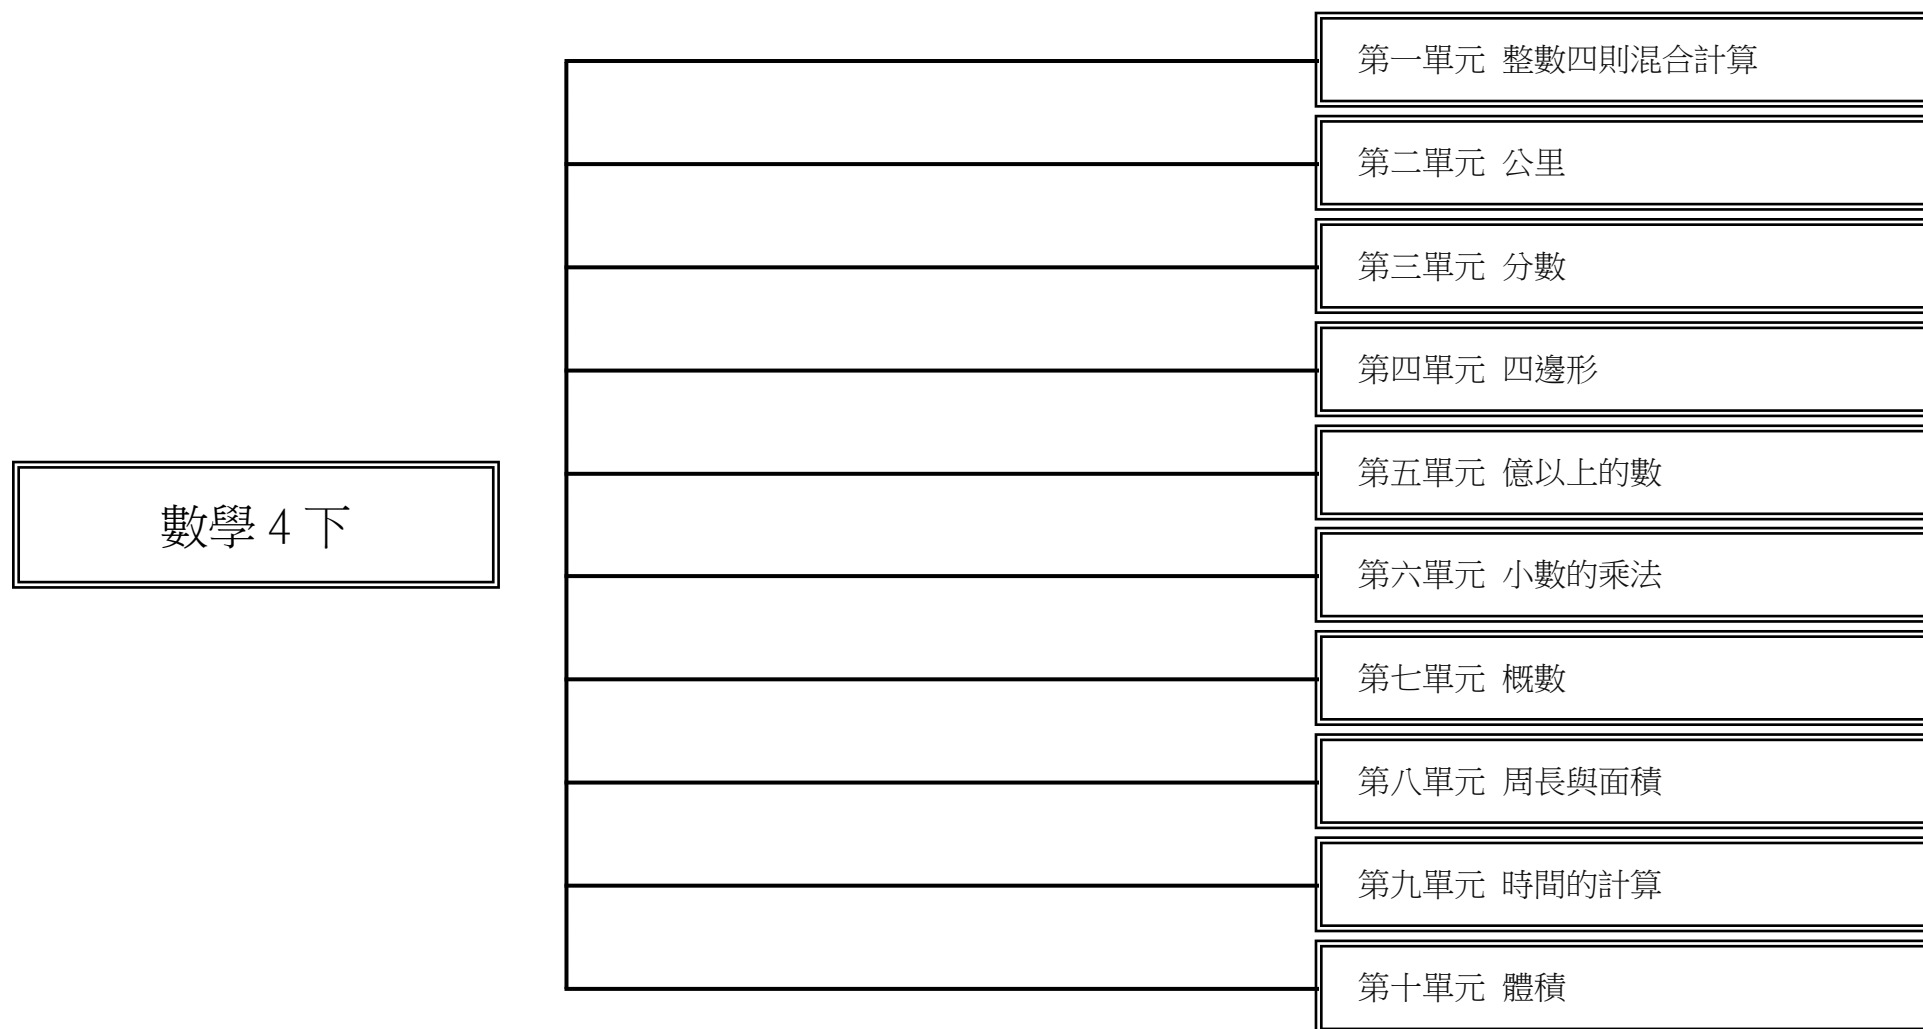 數學 4 下
第一單元 整數四則混合計算
第二單元 公里
第三單元 分數
第四單元 四邊形
第五單元 億以上的數
第六單元 小數的乘法
第七單元 概數
第八單元 周長與面積
第九單元 時間的計算
第十單元 體積